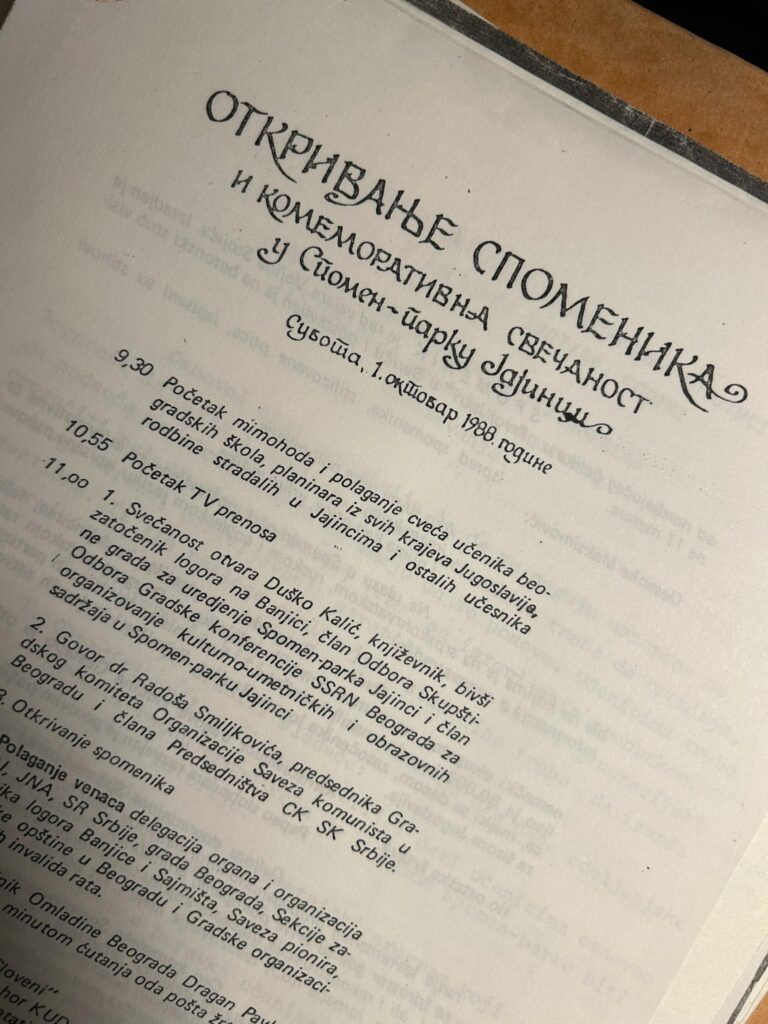 ОТКРИВАЊЕ СПОМЕНИКА
И КОМЕМОРАТИВНА СВЕЧАНОСТ
у Спомен-парку Јајинци
Субота, 1. октобар 1988. године
9,30 Početak mimohoda i polaganje cveća učenika beo-
gradskih škola, planinara iz svih krajeva Jugoslavije,
rodbine stradalih u Jajincima i ostalih učesnika
10,55 Početak TV prenosa
11,00 1. Svečanost otvara Duško Kalić, književnik, bivši
zatočenik logora na Banjici, član Odbora Skupšti-
ne grada za uredjenje Spomen-parka Jajinci i član
Odbora Gradske konferencije SSRN Beograda za
organizovanje kulturno-umetničkih i obrazovnih
sadržaja u Spomen-parku Jajinci
2. Govor dr Radoša Smiljkovića, predsednika Gra-
dskog komiteta Organizacije Saveza komunista u
Beogradu i člana Predsedništva CK SK Srbije.
3. Otkrivanje spomenika
Polaganje venaca delegacija organa i organizacija
JNA, SR Srbije, grada Beograda, Sekcije za-
logora Banjice i Sajmišta, Saveza pionira,
opštine u Beogradu i Gradske organizaci-
invalida rata.
Omladine Beograda Dragan
minutom ćutanja oda pošta
hor KUD